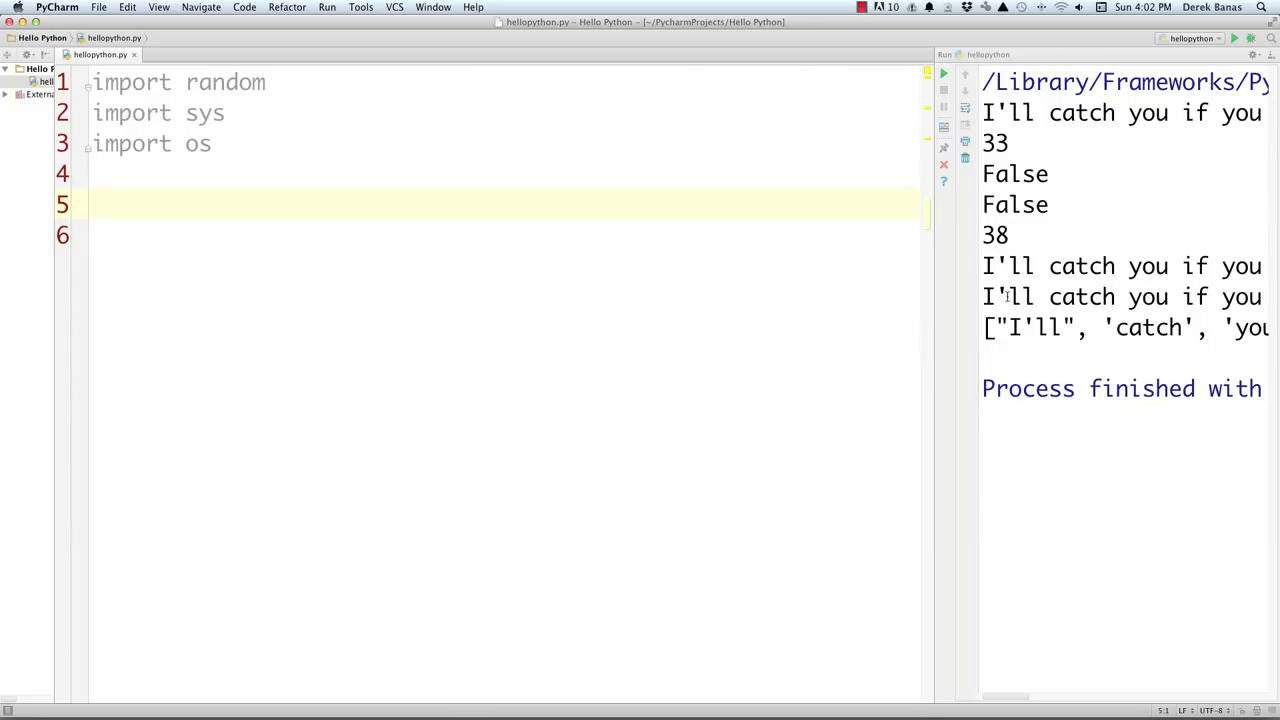 PyCharm File Edit View Navigate Code Refactor Run Tools VCS Window Help 10 Sun 4:02 PM Derek Banas
hellopython.py – Hello Python – [~/PycharmProjects/Hello Python]
Hello Python hellopython.py hellopython
hellopython.py
Run hellopython
Hello P
hell
Externa
1 import random
2 import sys
3 import os
4
5
6
/Library/Frameworks/Py
I'll catch you if you
33
False
False
38
I'll catch you if you
I'll catch you if you
["I'll", 'catch', 'you
Process finished with
5:1 LF UTF-8